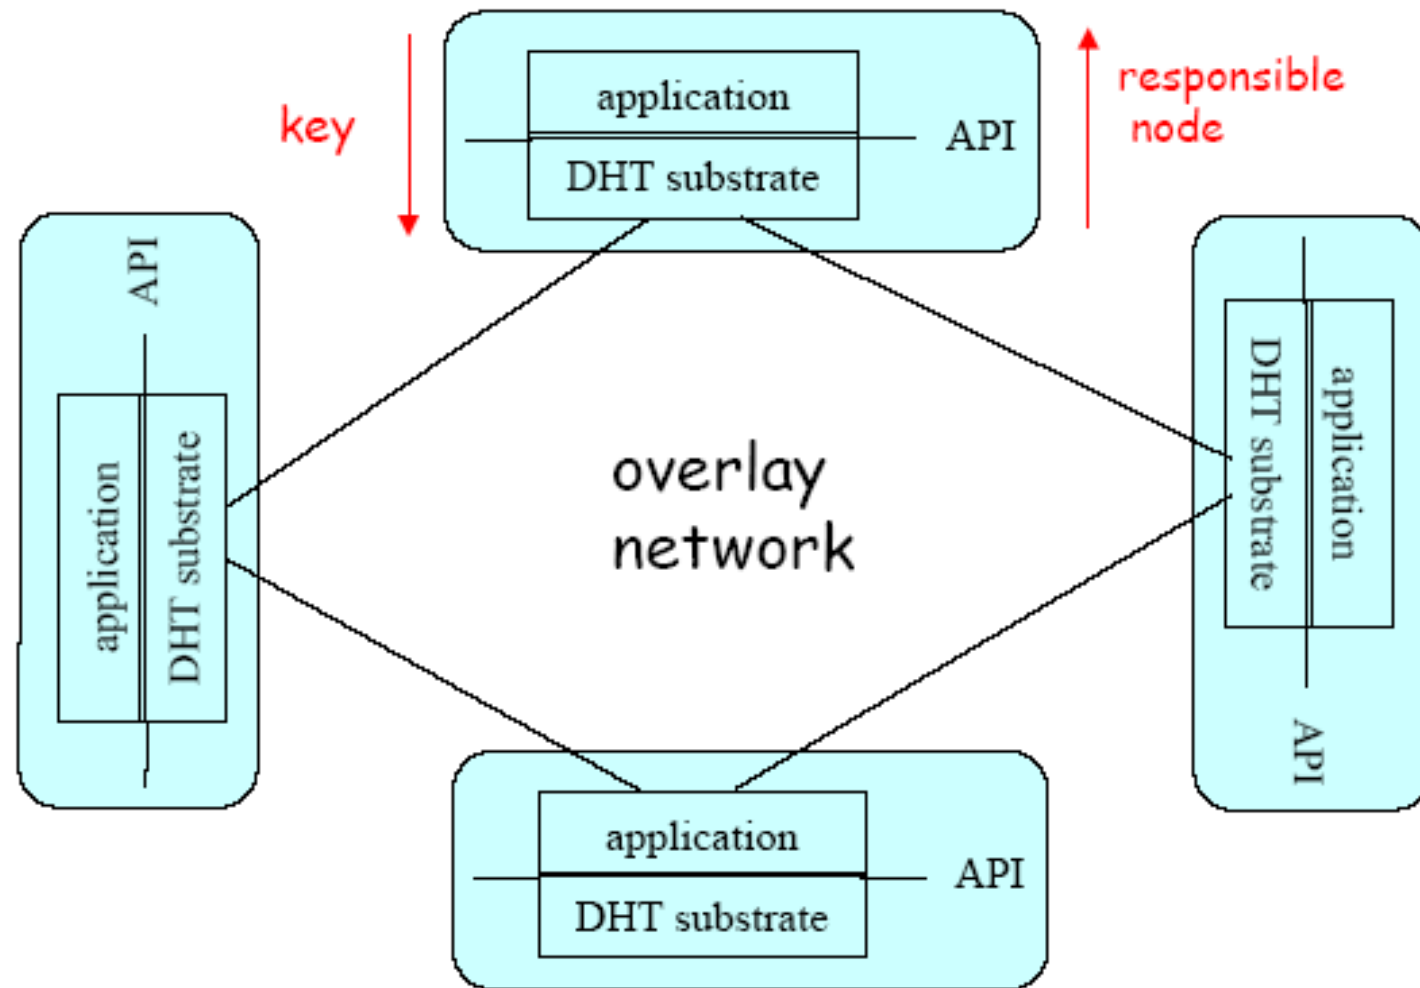 application
API
DHT substrate
key
responsible
node
API
application
DHT substrate
overlay
network
DHT substrate
application
API
application
API
DHT substrate